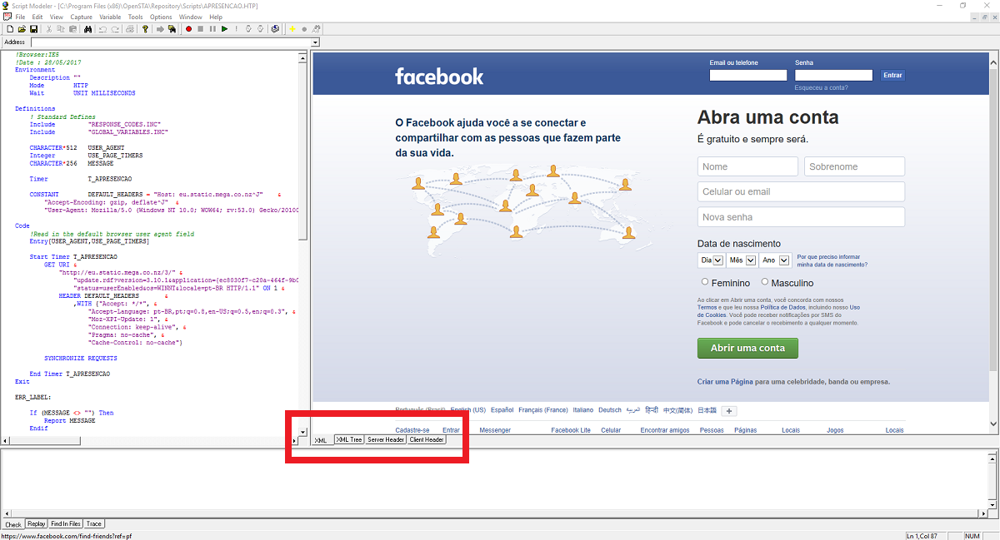 Script Modeler - [C:\Program Files (x86)\OpenSTA\Repository\Scripts\APRESENCAO.HTP]
File Edit View Capture Variable Tools Options Window Help
Address
!Browser:IE5
!Date : 28/05/2017
Environment
Description ""
Mode HTTP
Wait UNIT MILLISECONDS
Definitions
! Standard Defines
Include "RESPONSE_CODES.INC"
Include "GLOBAL_VARIABLES.INC"
CHARACTER*512 USER_AGENT
Integer USE_PAGE_TIMERS
CHARACTER*256 MESSAGE
Timer T_APRESENCAO
CONSTANT DEFAULT_HEADERS = "Host: eu.static.mega.co.nz^J" &
"Accept-Encoding: gzip, deflate^J" &
"User-Agent: Mozilla/5.0 (Windows NT 10.0; WOW64; rv:53.0) Gecko/20100
Code
!Read in the default browser user agent field
Entry[USER_AGENT,USE_PAGE_TIMERS]
Start Timer T_APRESENCAO
GET URI &
"http://eu.static.mega.co.nz/3/" &
"update.rdf?version=3.10.1&application={ec8030f7-c20a-464f-9b0
"status=userEnabled&os=WINNT&locale=pt-BR HTTP/1.1" ON 1 &
HEADER DEFAULT_HEADERS &
,WITH {"Accept: */*", &
"Accept-Language: pt-BR,pt;q=0.8,en-US;q=0.5,en;q=0.3", &
"Moz-XPI-Update: 1", &
"Connection: keep-alive", &
"Pragma: no-cache", &
"Cache-Control: no-cache"}
SYNCHRONIZE REQUESTS
End Timer T_APRESENCAO
Exit
ERR_LABEL:
If (MESSAGE <> "") Then
Report MESSAGE
Endif
facebook
Email ou telefone Senha
Entrar
Esqueceu a conta?
O Facebook ajuda você a se conectar e
compartilhar com as pessoas que fazem parte
da sua vida.
Abra uma conta
É gratuito e sempre será.
Nome Sobrenome
Celular ou email
Nova senha
Data de nascimento
Dia Mês Ano
Por que preciso informar
minha data de nascimento?
Feminino Masculino
Ao clicar em Abrir uma conta, você concorda com nossos
Termos e que leu nossa Política de Dados, incluindo nosso Uso
de Cookies. Você pode receber notificações por SMS do
Facebook e pode cancelar o recebimento a qualquer momento.
Abrir uma conta
Criar uma Página para uma celebridade, banda ou empresa.
Português (Brasil) English (US) Español Français (France) Italiano Deutsch العربية हिन्दी 中文(简体) 日本語 +
Cadastre-se Entrar Messenger Facebook Lite Celular Encontrar amigos Pessoas Páginas Locais Jogos Locais
XML XML Tree Server Header Client Header
Check Replay Find In Files Trace
https://www.facebook.com/find-friends?ref=pf
Ln 1,Col 87 NUM